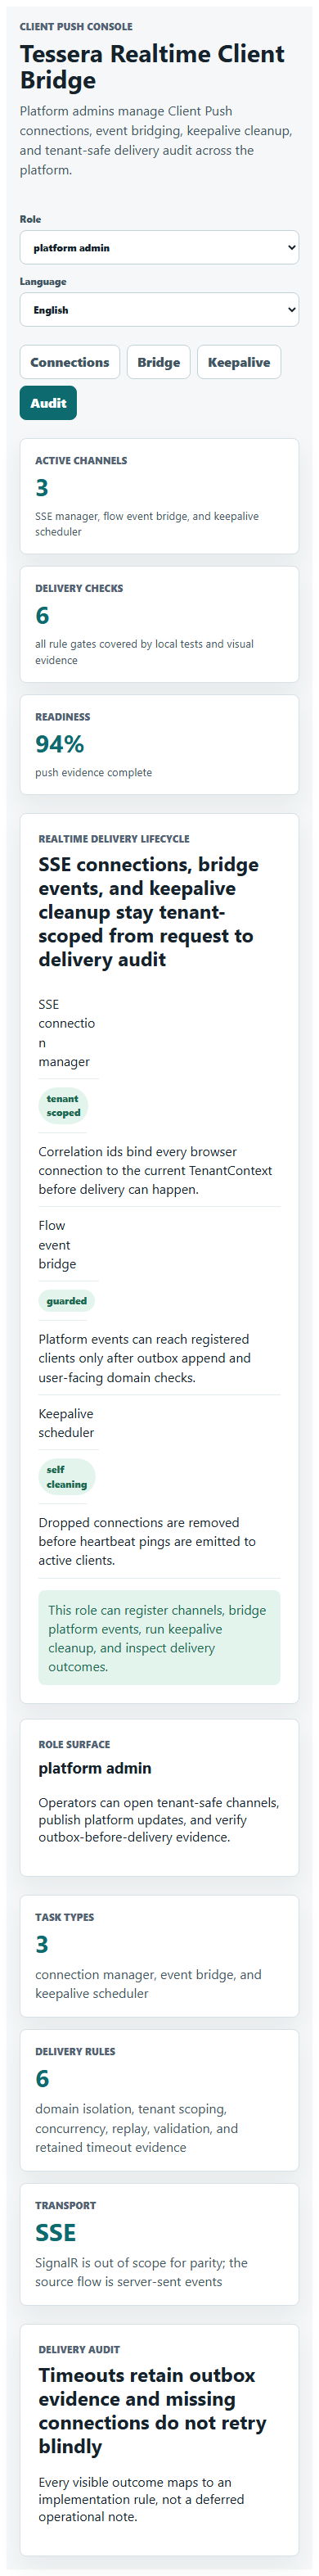 CLIENT PUSH CONSOLE
Tessera Realtime Client
Bridge
Platform admins manage Client Push
connections, event bridging, keepalive cleanup,
and tenant-safe delivery audit across the
platform.
Role
platform admin
Language
English
Connections
Bridge
Keepalive
Audit
ACTIVE CHANNELS
3
SSE manager, flow event bridge, and keepalive
scheduler
DELIVERY CHECKS
6
all rule gates covered by local tests and visual
evidence
READINESS
94%
push evidence complete
REALTIME DELIVERY LIFECYCLE
SSE connections, bridge
events, and keepalive
cleanup stay tenant-
scoped from request to
delivery audit
SSE
connectio
n
manager
tenant
scoped
Correlation ids bind every browser
connection to the current TenantContext
before delivery can happen.
Flow
event
bridge
guarded
Platform events can reach registered
clients only after outbox append and
user-facing domain checks.
Keepalive
scheduler
self
cleaning
Dropped connections are removed
before heartbeat pings are emitted to
active clients.
This role can register channels, bridge
platform events, run keepalive
cleanup, and inspect delivery
outcomes.
ROLE SURFACE
platform admin
Operators can open tenant-safe channels,
publish platform updates, and verify
outbox-before-delivery evidence.
TASK TYPES
3
connection manager, event bridge, and
keepalive scheduler
DELIVERY RULES
6
domain isolation, tenant scoping,
concurrency, replay, validation, and
retained timeout evidence
TRANSPORT
SSE
SignalR is out of scope for parity; the
source flow is server-sent events
DELIVERY AUDIT
Timeouts retain outbox
evidence and missing
connections do not retry
blindly
Every visible outcome maps to an
implementation rule, not a deferred
operational note.